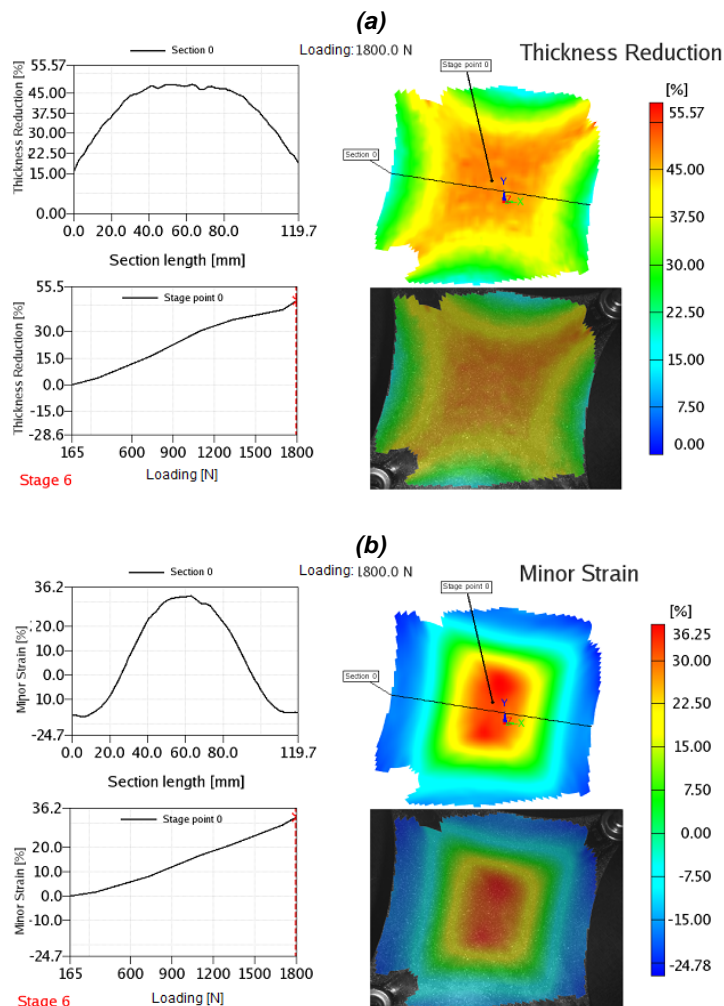 (a)
Section 0
Loading:1800.0 N
Thickness Reduction
Thickness Reduction [%]
55.57
45.00
37.50
30.00
22.50
15.00
0.00
0.0
20.0
40.0
60.0
80.0
119.7
Section length [mm]
Stage point 0
Section 0
Y
Z
X
[%]
55.57
45.00
37.50
30.00
22.50
15.00
7.50
0.00
Thickness Reduction [%]
55.5
30.0
15.0
0.0
-15.0
-28.6
Stage point 0
165
600
900
1200
1500
1800
Loading [N]
Stage 6
(b)
Section 0
Loading:1800.0 N
Minor Strain
Minor Strain [%]
36.2
20.0
0.0
10.0
-24.7
0.0
20.0
40.0
60.0
80.0
119.7
Section length [mm]
Stage point 0
Section 0
Y
Z
X
[%]
36.25
30.00
22.50
15.00
7.50
0.00
-7.50
-15.00
-24.78
Minor Strain [%]
36.2
20.0
10.0
0.0
-10.0
-24.7
Stage point 0
165
600
900
1200
1500
1800
Loading [N]
Stage 6